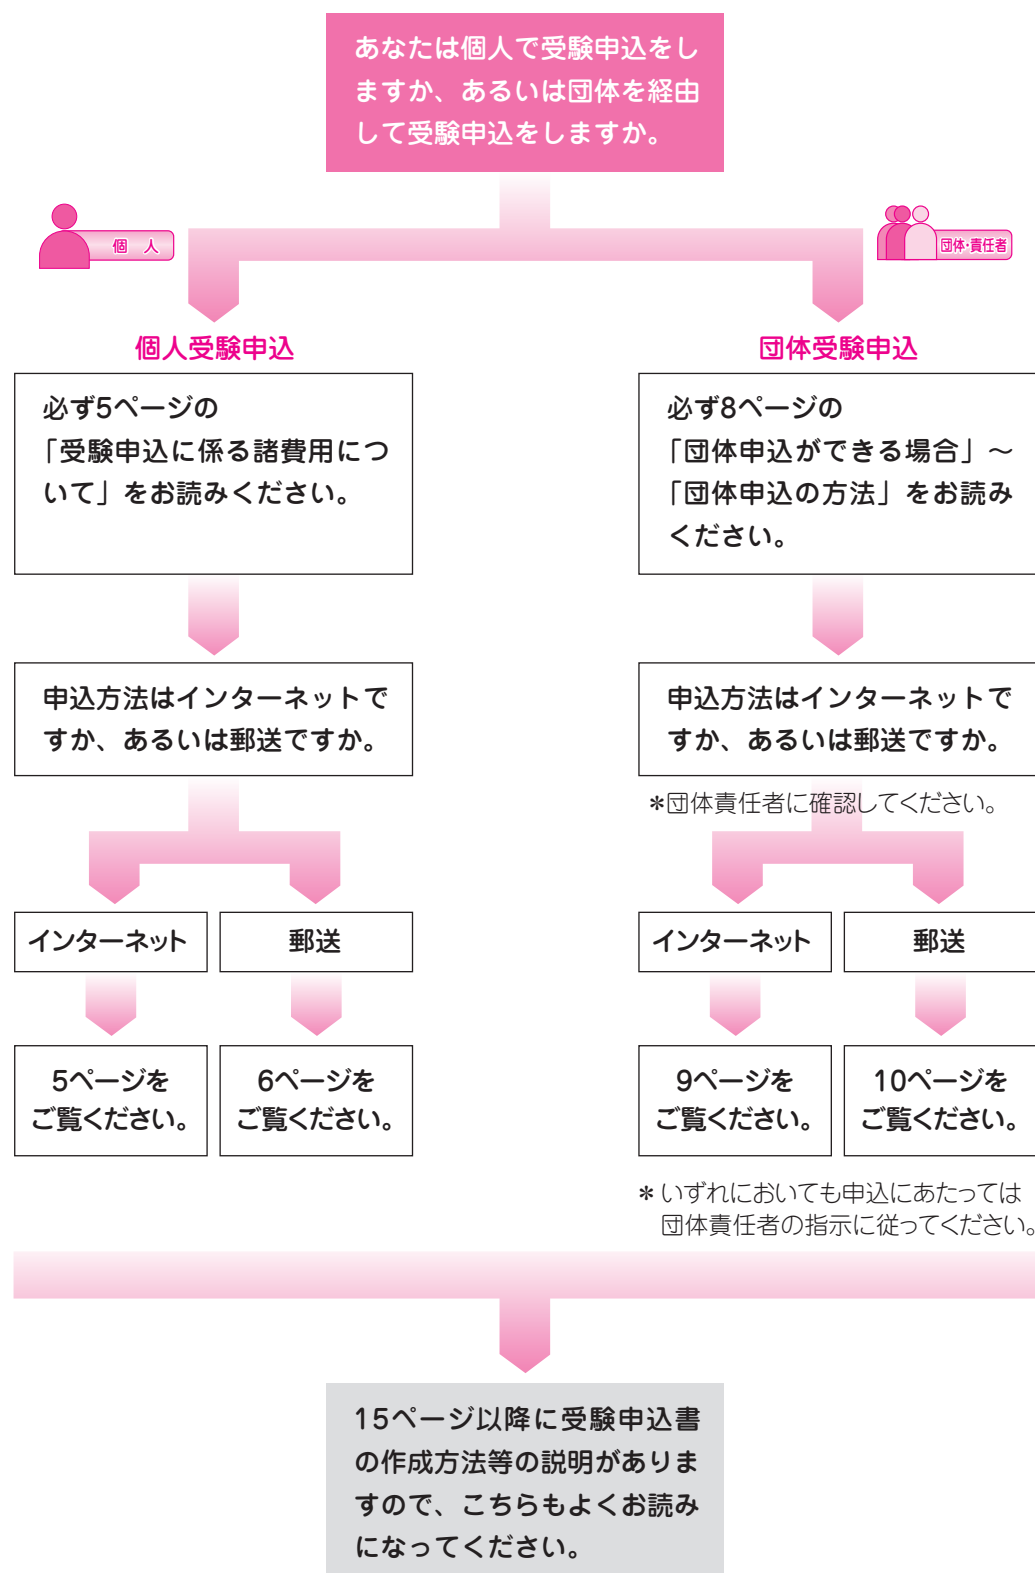 あなたは個人で受験申込をし
ますか、あるいは団体を経由
して受験申込をしますか。
個　人
団体・責任者
個人受験申込
必ず5ページの
「受験申込に係る諸費用につ
いて」をお読みください。
申込方法はインターネットで
すか、あるいは郵送ですか。
インターネット
郵送
5ページを
ご覧ください。
6ページを
ご覧ください。
団体受験申込
必ず8ページの
「団体申込ができる場合」～
「団体申込の方法」をお読み
ください。
申込方法はインターネットで
すか、あるいは郵送ですか。
＊団体責任者に確認してください。
インターネット
郵送
9ページを
ご覧ください。
10ページを
ご覧ください。
＊いずれにおいても申込にあたっては
団体責任者の指示に従ってください。
15ページ以降に受験申込書
の作成方法等の説明がありま
すので、こちらもよくお読み
になってください。